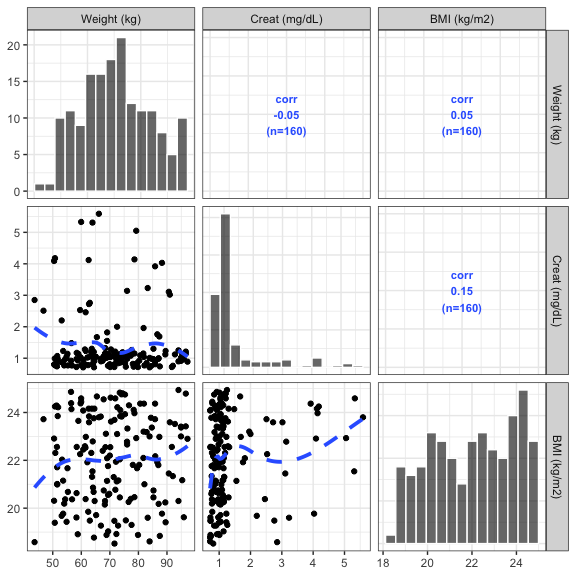 Weight (kg) Creat (mg/dL) BMI (kg/m2)
20
15
10
5
0
corr
-0.05
(n=160)
corr
0.05
(n=160)
Weight (kg)
5
4
3
2
1
corr
0.15
(n=160)
Creat (mg/dL)
24
22
20
BMI (kg/m2)
50 60 70 80 90 1 2 3 4 5 18 20 22 24